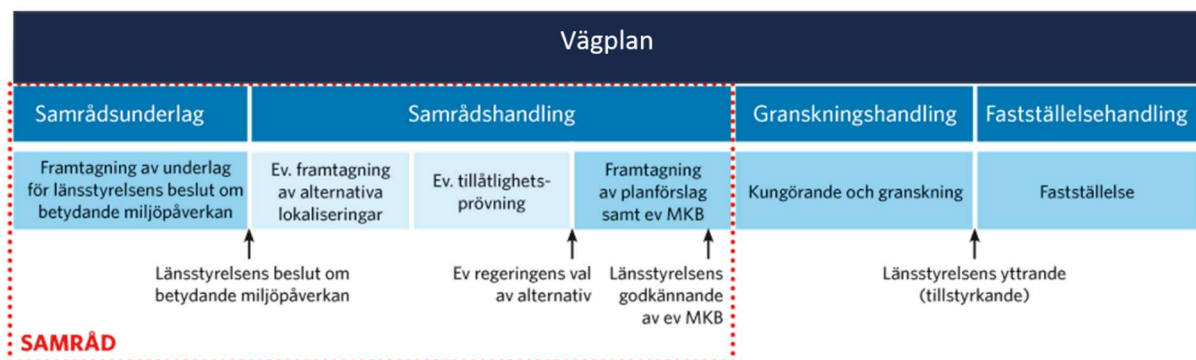 Vägplan
Samrådsunderlag
Samrådshandling
Granskningshandling
Fastställelsehandling
Framtagning av underlag
för länsstyrelsens beslut om
betydande miljöpåverkan
Ev. framtagning
av alternativa
lokaliseringar
Ev. tillåtlighets-
prövning
Framtagning
av planförslag
samt ev MKB
Kungörande och granskning
Fastställelse
Länsstyrelsens beslut om
betydande miljöpåverkan
Ev regeringens val
av alternativ
Länsstyrelsens
godkännande
av ev MKB
Länsstyrelsens yttrande
(tillstyrkande)
SAMRÅD